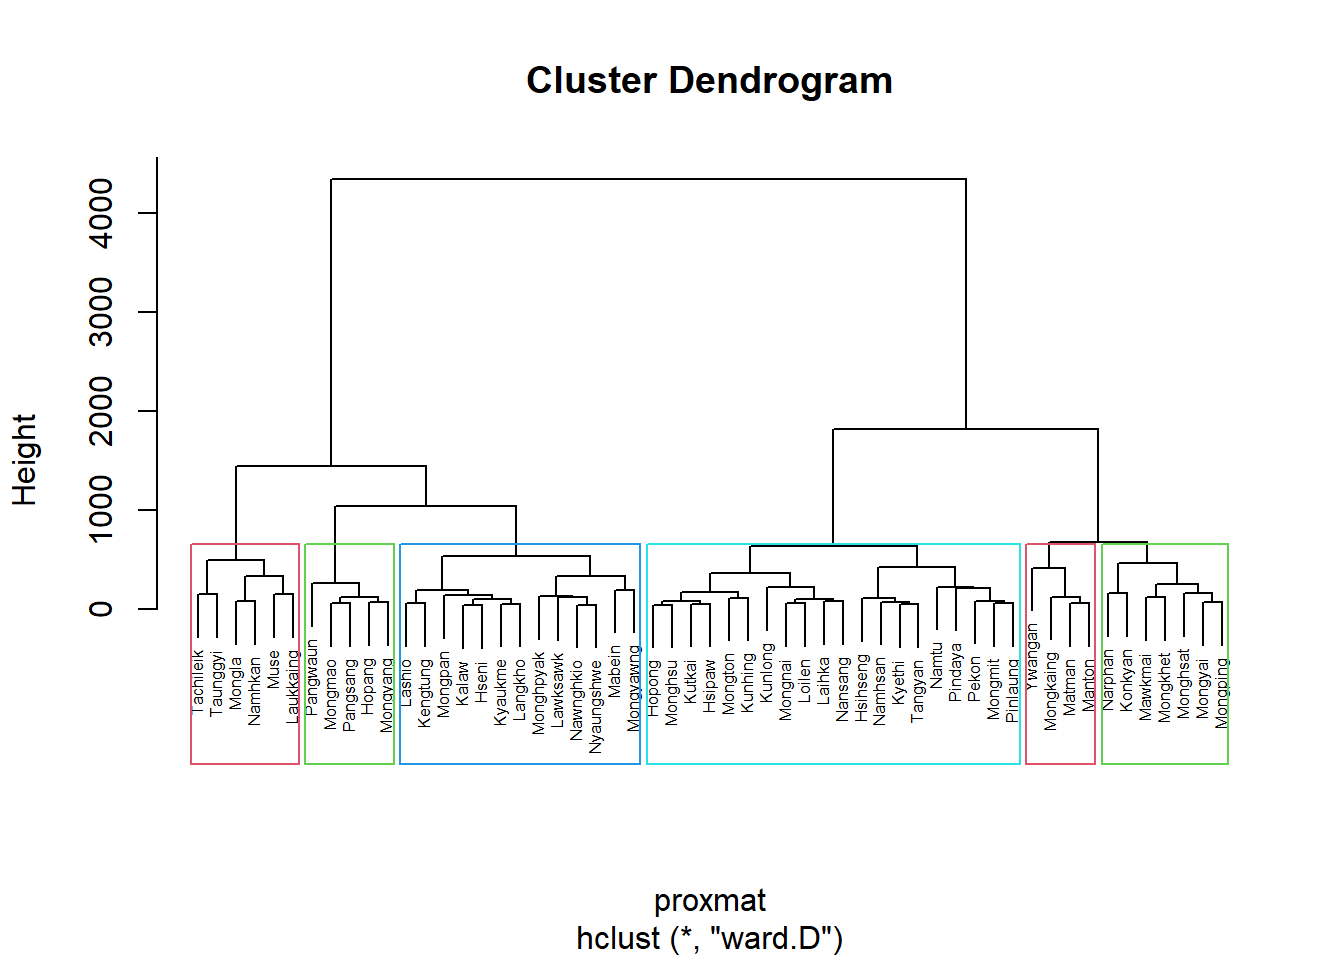 Cluster Dendrogram
Height
4000
3000
2000
1000
0
Tachileik
Taunggyi
Mongla
Namhkan
Muse
Laukkaing
Pangwaun
Mongmao
Pangsang
Hopang
Mongyang
Lashio
Kengtung
Mongpan
Kalaw
Hseni
Kyaukme
Langkho
Monghpyak
Lawksawk
Nawnghkio
Nyaungshwe
Mabein
Mongyawng
Hopong
Monghsu
Kutkai
Hsipaw
Mongton
Kunhing
Kunlong
Mongnai
Loilen
Laihka
Nansang
Hsihseng
Namhsan
Kyethi
Tangyan
Namtu
Pindaya
Pekon
Mongmit
Pinlaung
Ywangan
Mongkaing
Matman
Manton
Narphan
Konkyan
Mawkmai
Mongkhet
Monghsat
Mongyai
Mongping
proxmat
hclust (*, "ward.D")